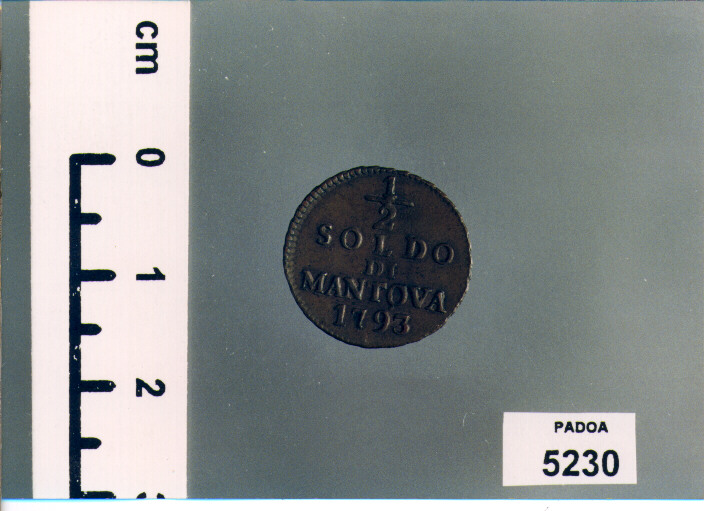 cm
0
1
2
1
2
SOLDO
DI
MANTOVA
1793
PADOA
5230